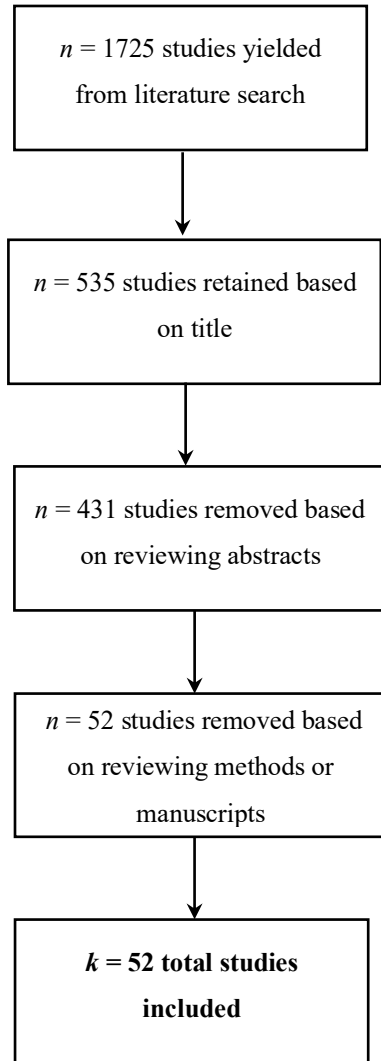 n = 1725 studies yielded
from literature search
n = 535 studies retained based
on title
n = 431 studies removed based
on reviewing abstracts
n = 52 studies removed based
on reviewing methods or
manuscripts
k = 52 total studies
included